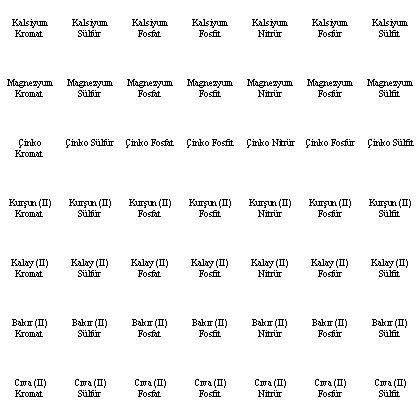 Kalsiyum Kalsiyum Kalsiyum Kalsiyum Kalsiyum Kalsiyum Kalsiyum
Kromat Sülfür Fosfat Fosfit Nitrür Fosfür Sülfit
Magnezyum Magnezyum Magnezyum Magnezyum Magnezyum Magnezyum Magnezyum
Kromat Sülfür Fosfat Fosfit Nitrür Fosfür Sülfit
Çinko Çinko Sülfür Çinko Fosfat Çinko Fosfit Çinko Nitrür Çinko Fosfür Çinko Sülfit
Kromat
Kurşun (II) Kurşun (II) Kurşun (II) Kurşun (II) Kurşun (II) Kurşun (II) Kurşun (II)
Kromat Sülfür Fosfat Fosfit Nitrür Fosfür Sülfit
Kalay (II) Kalay (II) Kalay (II) Kalay (II) Kalay (II) Kalay (II) Kalay (II)
Kromat Sülfür Fosfat Fosfit Nitrür Fosfür Sülfit
Bakır (II) Bakır (II) Bakır (II) Bakır (II) Bakır (II) Bakır (II) Bakır (II)
Kromat Sülfür Fosfat Fosfit Nitrür Fosfür Sülfit
Cıva (II) Cıva (II) Cıva (II) Cıva (II) Cıva (II) Cıva (II) Cıva (II)
Kromat Sülfür Fosfat Fosfit Nitrür Fosfür Sülfit